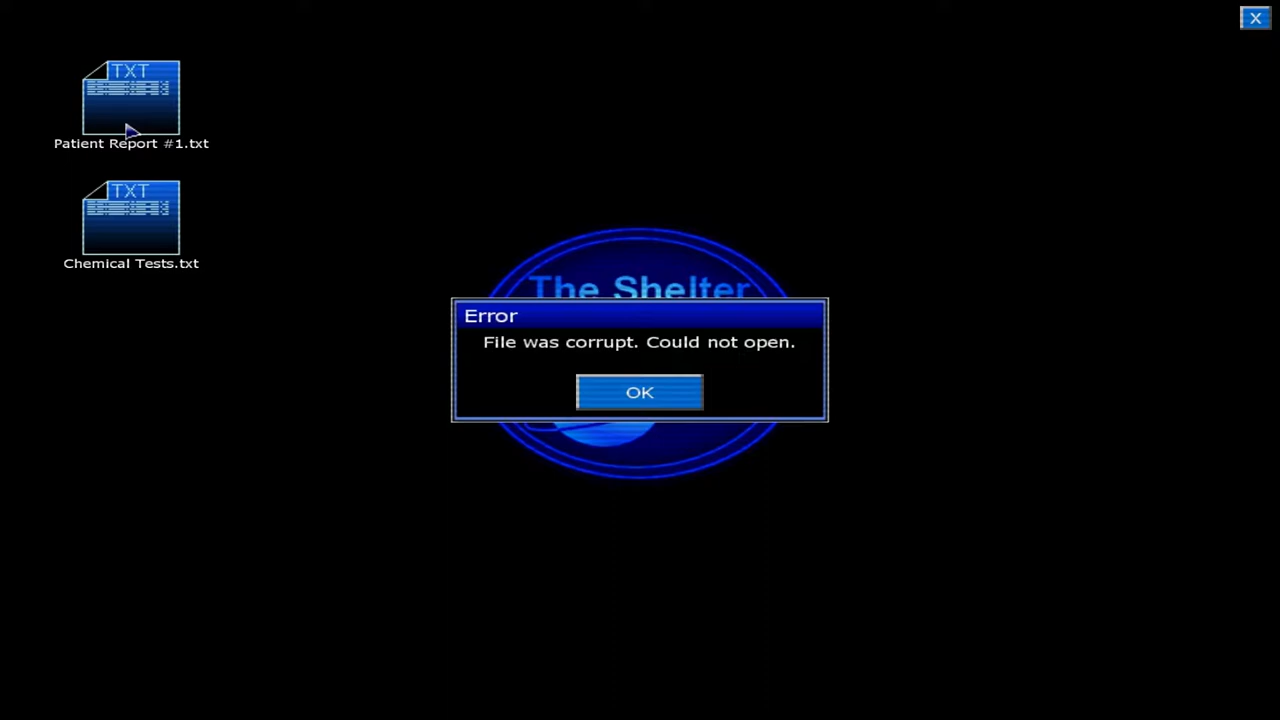 X
TXT
Patient Report #1.txt
TXT
Chemical Tests.txt
The Shelter
Error
File was corrupt. Could not open.
OK